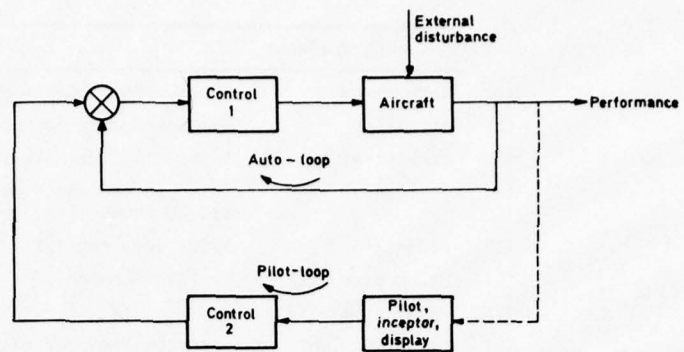 External
disturbance
Control
1
Aircraft
Performance
Auto - loop
Pilot-loop
Control
2
Pilot,
inceptor,
display